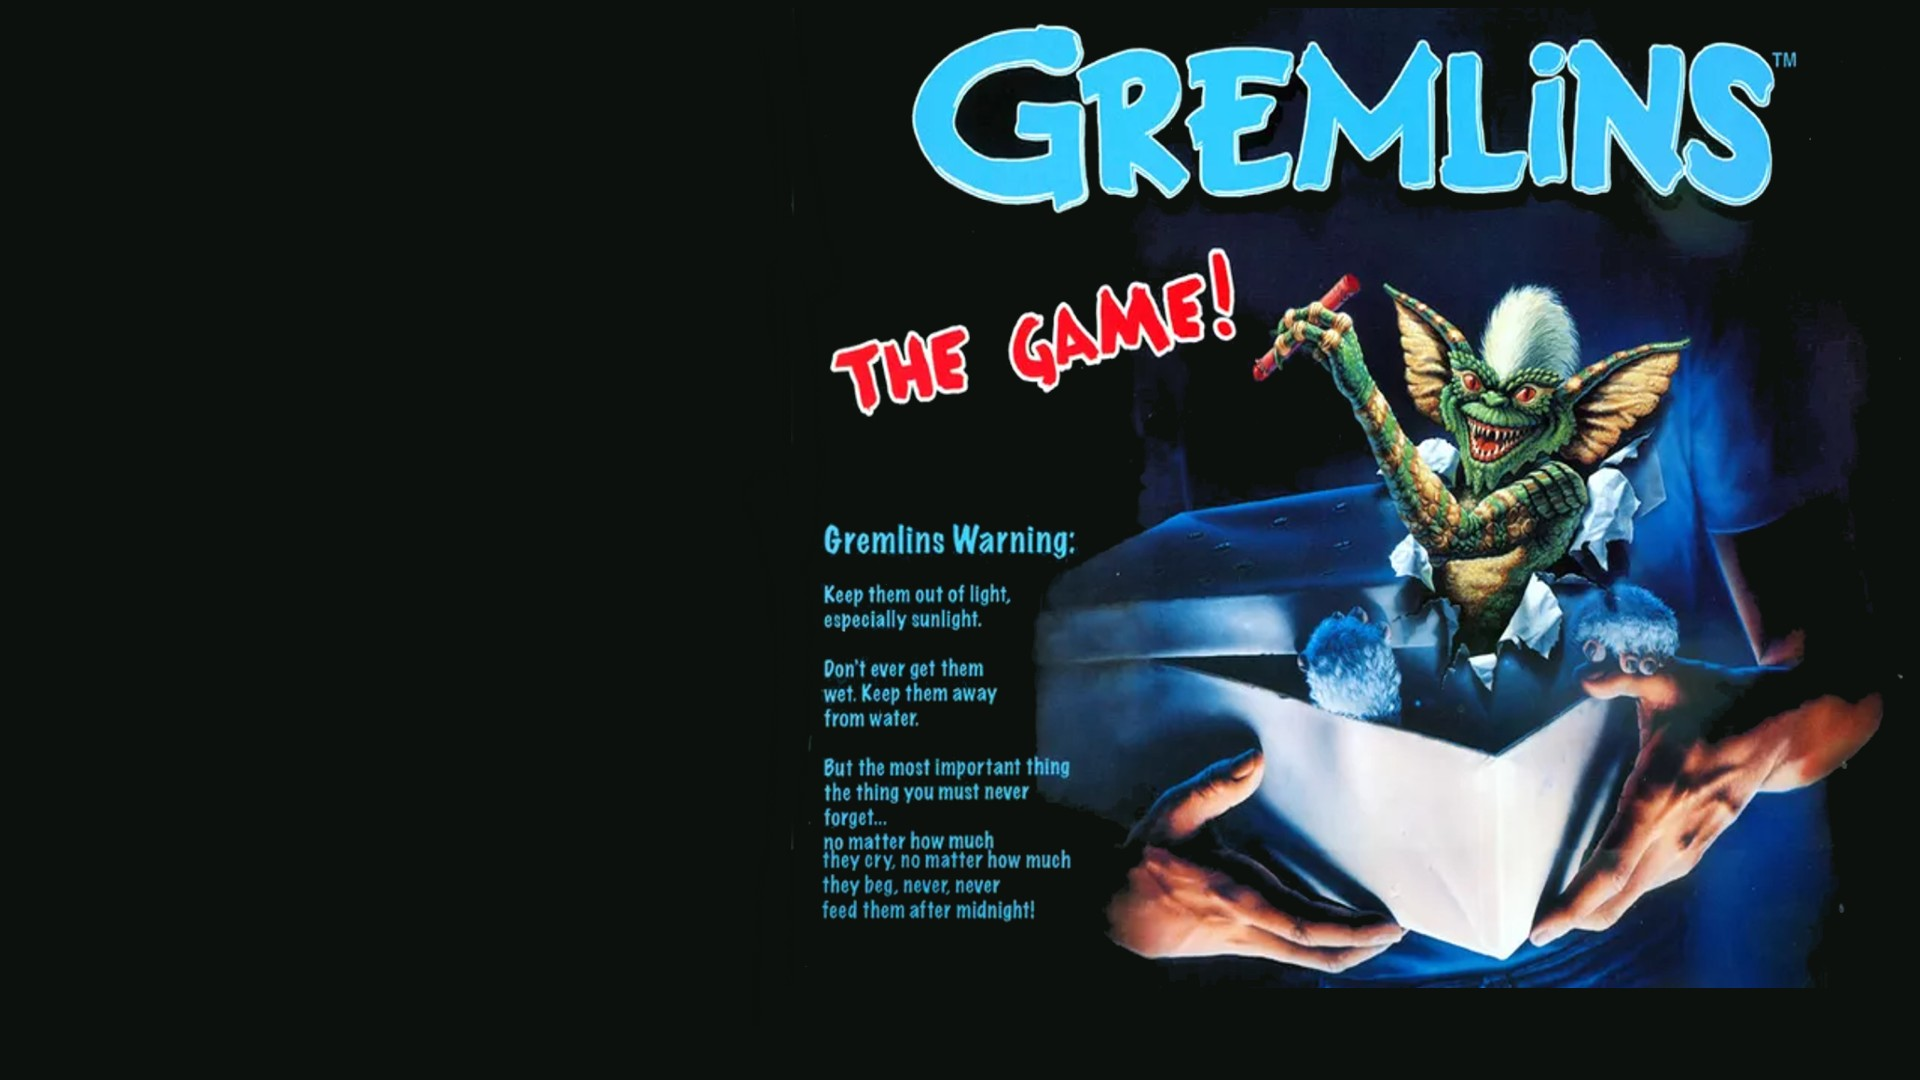 GREMLiNS™
THE GAME!
Gremlins Warning:
Keep them out of light,
especially sunlight.
Don't ever get them
wet. Keep them away
from water.
But the most important thing
the thing you must never
forget...
no matter how much
they cry, no matter how much
they beg, never, never
feed them after midnight!